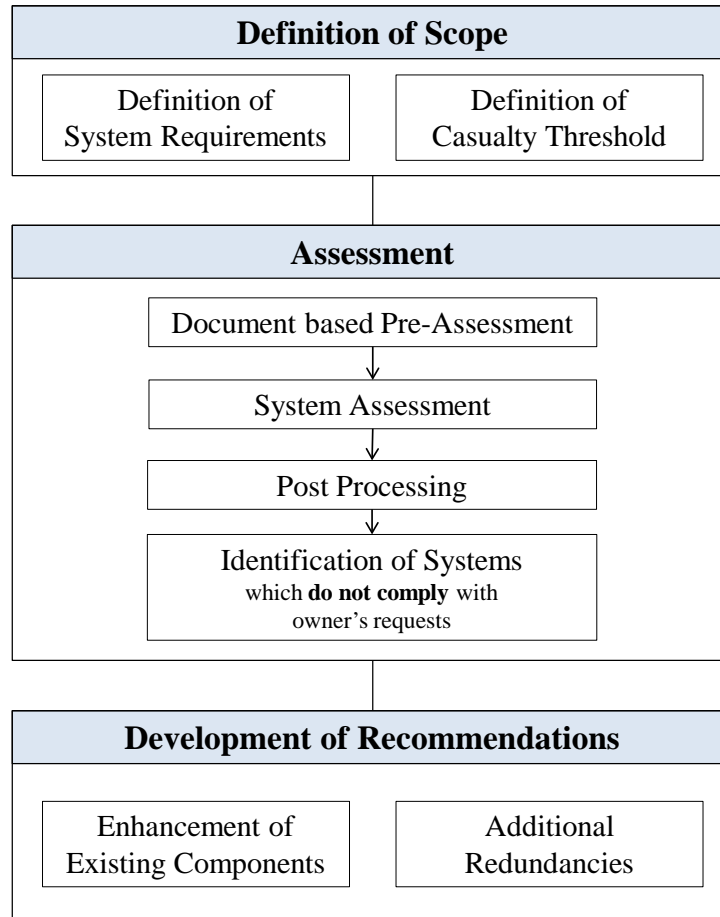 Definition of Scope
Definition of
System Requirements
Definition of
Casualty Threshold
Assessment
Document based Pre-Assessment
System Assessment
Post Processing
Identification of Systems
which do not comply with
owner's requests
Development of Recommendations
Enhancement of
Existing Components
Additional
Redundancies